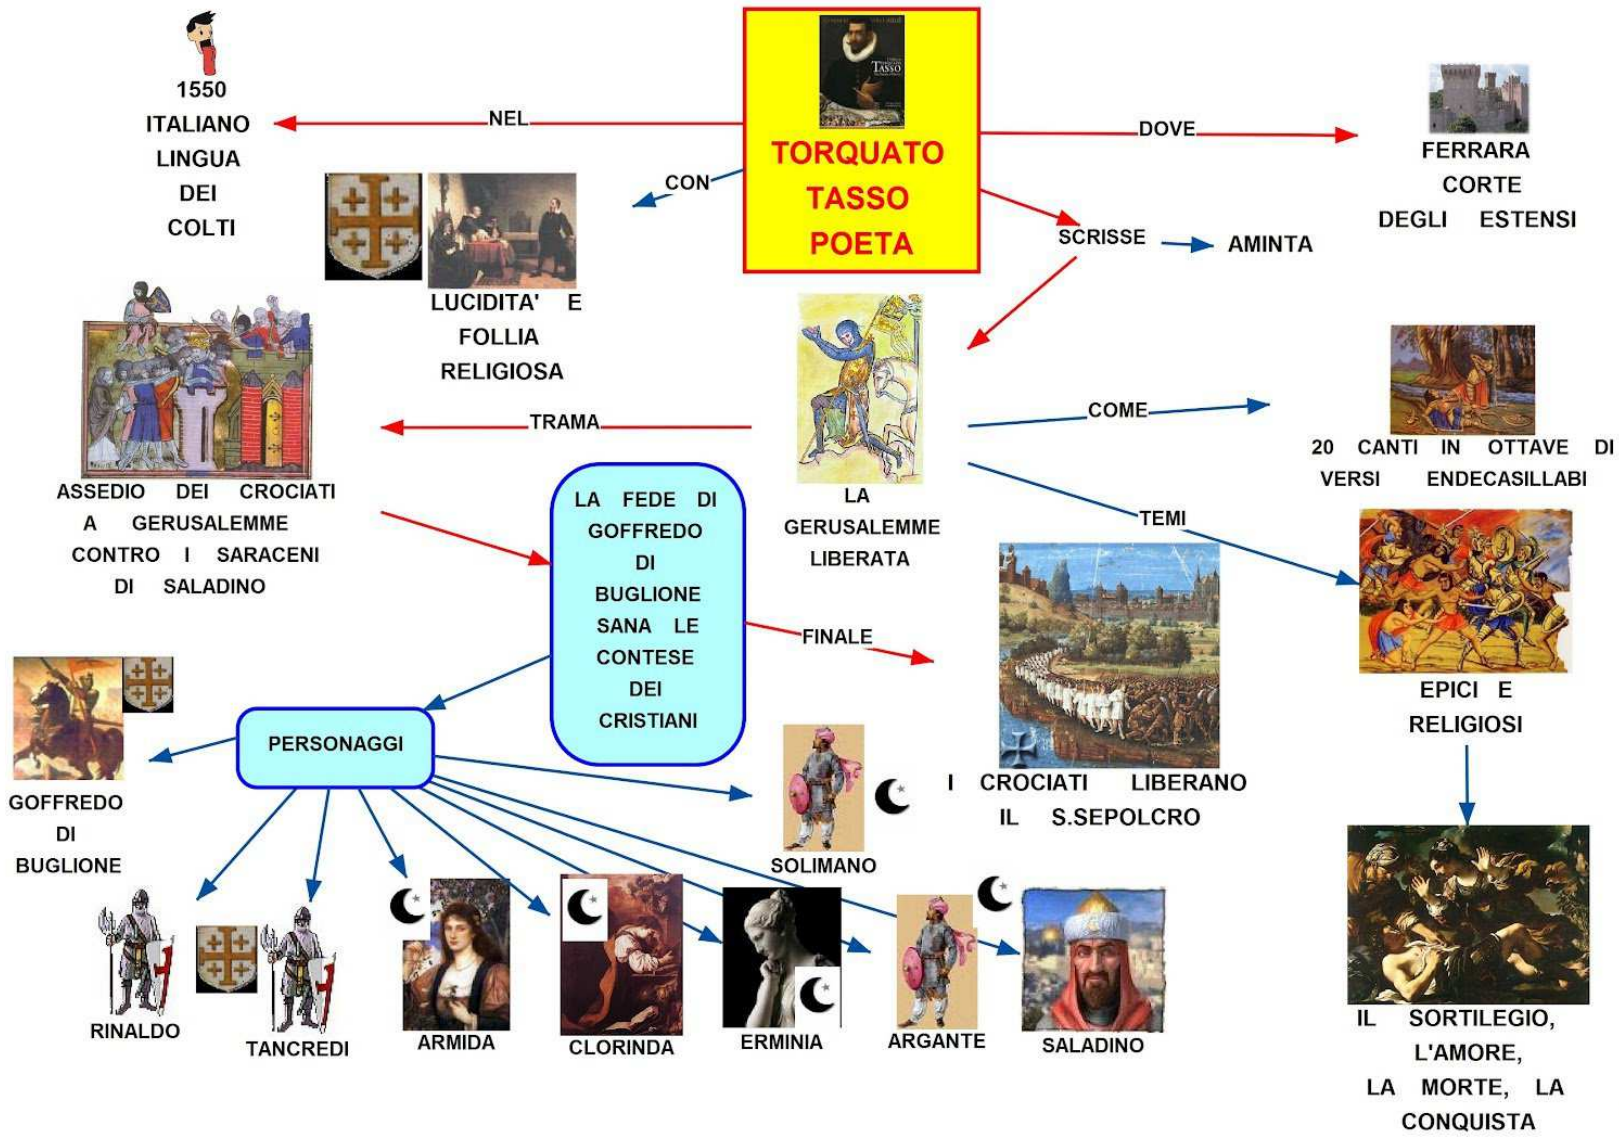 TASSO
TORQUATO
TASSO
POETA
NEL
1550
ITALIANO
LINGUA
DEI
COLTI
CON
LUCIDITA' E
FOLLIA
RELIGIOSA
DOVE
FERRARA
CORTE
DEGLI ESTENSI
SCRISSE
AMINTA
LA
GERUSALEMME
LIBERATA
COME
20 CANTI IN OTTAVE DI
VERSI ENDECASILLABI
TEMI
EPICI E
RELIGIOSI
IL SORTILEGIO,
L'AMORE,
LA MORTE, LA
CONQUISTA
TRAMA
ASSEDIO DEI CROCIATI
A GERUSALEMME
CONTRO I SARACENI
DI SALADINO
LA FEDE DI
GOFFREDO
DI
BUGLIONE
SANA LE
CONTESE
DEI
CRISTIANI
FINALE
I CROCIATI LIBERANO
IL S.SEPOLCRO
PERSONAGGI
GOFFREDO
DI
BUGLIONE
RINALDO
TANCREDI
ARMIDA
CLORINDA
ERMINIA
ARGANTE
SALADINO
SOLIMANO